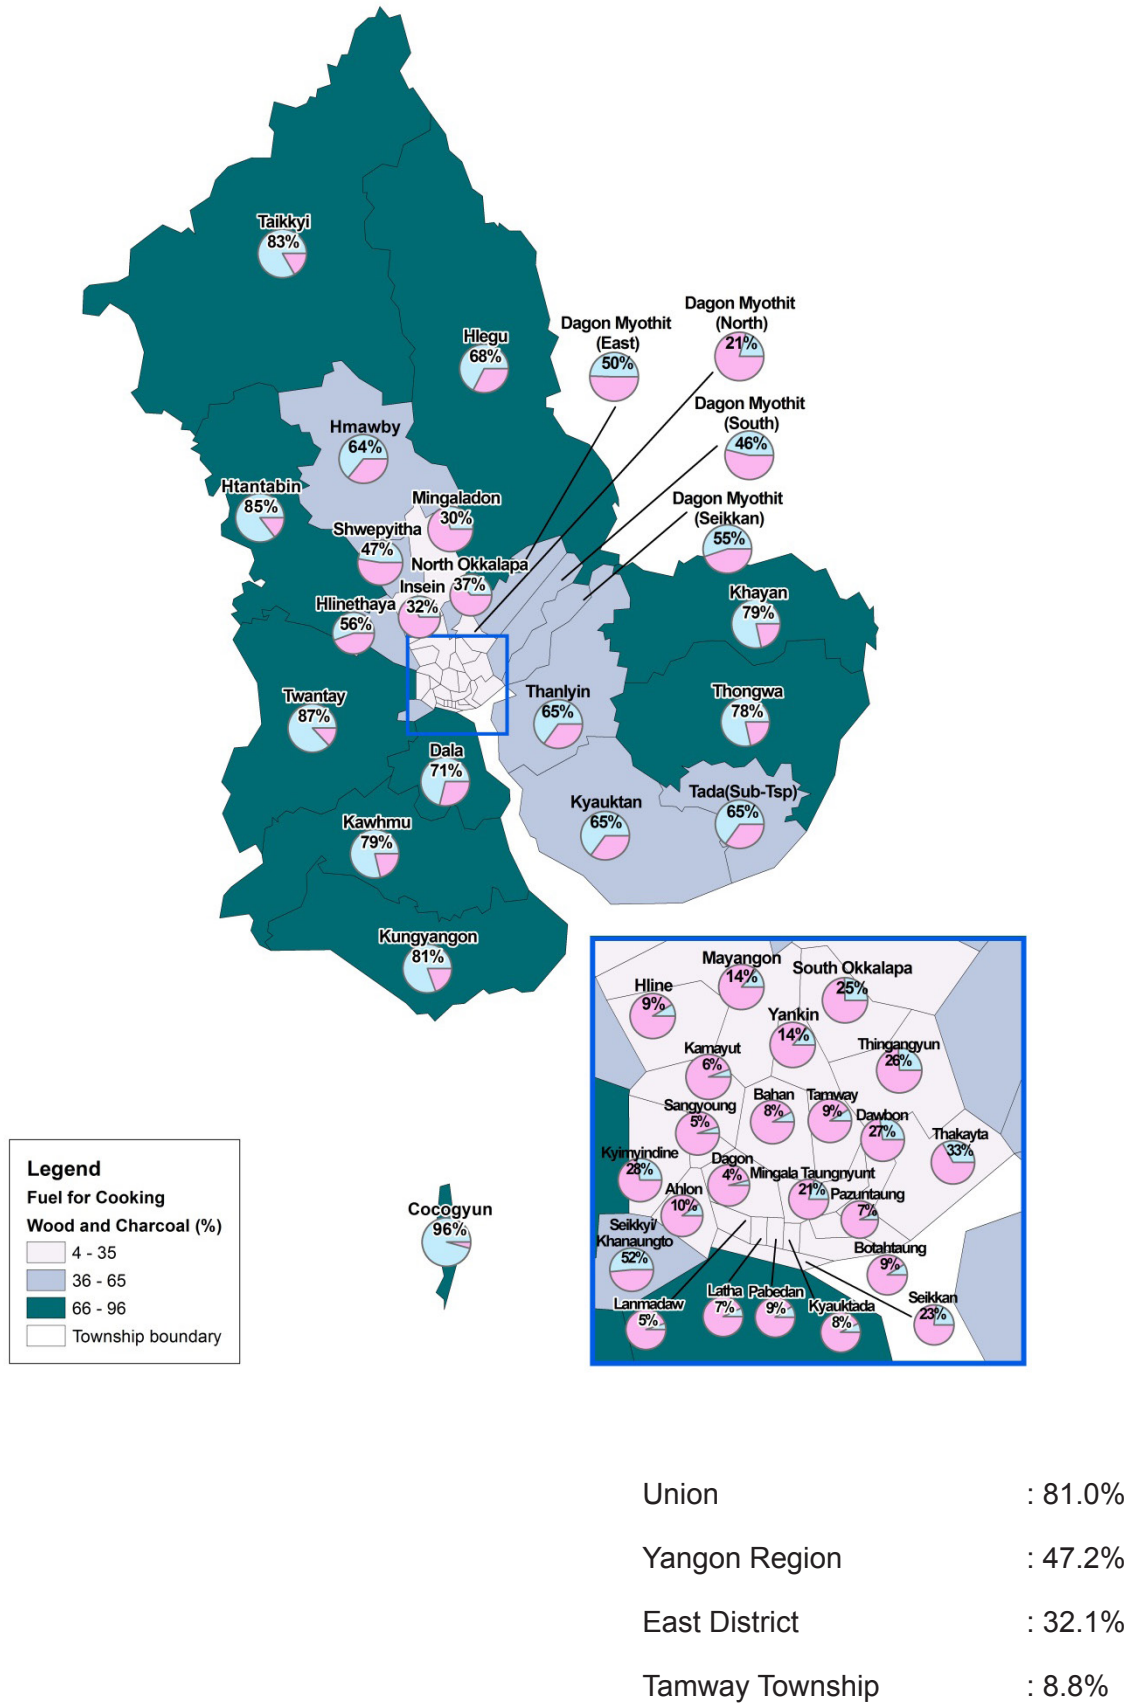 Taikkyi
83%
Hlegu
68%
Dagon Myothit
(East)
50%
Dagon Myothit
(North)
21%
Dagon Myothit
(South)
46%
Dagon Myothit
(Seikkan)
55%
Hmawby
64%
Htantabin
85%
Mingaladon
30%
Shwepyitha
47%
North Okkalapa
37%
Insein
32%
Hlinethaya
56%
Khayan
79%
Twantay
87%
Thanlyin
65%
Thongwa
78%
Dala
71%
Kyauktan
65%
Tada(Sub-Tsp)
65%
Kawhmu
79%
Kungyangon
81%
Mayangon
14%
South Okkalapa
25%
Hline
9%
Yankin
14%
Thingangyun
26%
Kamayut
6%
Bahan
8%
Tamway
9%
Sangyoung
5%
Dawbon
27%
Thakayta
33%
Kyimyindine
28%
Dagon
4%
Mingala Taungnyunt
21%
Ahlon
10%
Pazuntaung
7%
Seikkyi/
Khanaungto
52%
Botahtaung
9%
Lanmadaw
5%
Latha
7%
Pabedan
9%
Kyauktada
8%
Seikkan
23%
Cocogyun
96%
Legend
Fuel for Cooking
Wood and Charcoal (%)
4 - 35
36 - 65
66 - 96
Township boundary
Union : 81.0%
Yangon Region : 47.2%
East District : 32.1%
Tamway Township : 8.8%